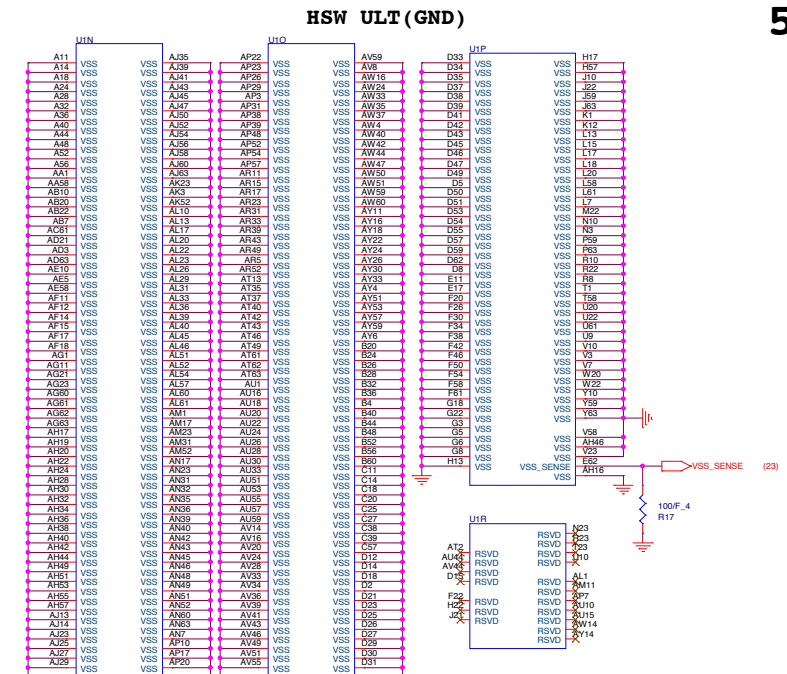 HSW ULT(GND)
5
U1N
A11 VSS VSS AJ35
A14 VSS VSS AJ39
A18 VSS VSS AJ41
A24 VSS VSS AJ43
A28 VSS VSS AJ45
A32 VSS VSS AJ47
A36 VSS VSS AJ50
A40 VSS VSS AJ52
A44 VSS VSS AJ54
A48 VSS VSS AJ56
A52 VSS VSS AJ58
A56 VSS VSS AJ60
AA1 VSS VSS AJ63
AA58 VSS VSS AK23
AB10 VSS VSS AK3
AB20 VSS VSS AK52
AB22 VSS VSS AL10
AB7 VSS VSS AL13
AC61 VSS VSS AL17
AD21 VSS VSS AL20
AD3 VSS VSS AL22
AD63 VSS VSS AL23
AE10 VSS VSS AL26
AE5 VSS VSS AL29
AE58 VSS VSS AL31
AF11 VSS VSS AL33
AF12 VSS VSS AL36
AF14 VSS VSS AL39
AF15 VSS VSS AL40
AF17 VSS VSS AL45
AF18 VSS VSS AL46
AG1 VSS VSS AL51
AG11 VSS VSS AL52
AG21 VSS VSS AL54
AG23 VSS VSS AL57
AG60 VSS VSS AL60
AG61 VSS VSS AL61
AG62 VSS VSS AM1
AG63 VSS VSS AM17
AH17 VSS VSS AM23
AH19 VSS VSS AM31
AH20 VSS VSS AM52
AH22 VSS VSS AN17
AH24 VSS VSS AN23
AH28 VSS VSS AN31
AH30 VSS VSS AN32
AH32 VSS VSS AN35
AH34 VSS VSS AN36
AH36 VSS VSS AN39
AH38 VSS VSS AN40
AH40 VSS VSS AN42
AH42 VSS VSS AN43
AH44 VSS VSS AN45
AH49 VSS VSS AN46
AH51 VSS VSS AN48
AH53 VSS VSS AN49
AH55 VSS VSS AN51
AH57 VSS VSS AN52
AJ13 VSS VSS AN60
AJ14 VSS VSS AN63
AJ23 VSS VSS AN7
AJ25 VSS VSS AP10
AJ27 VSS VSS AP17
AJ29 VSS VSS AP20
U1O
AP22 VSS VSS AV59
AP23 VSS VSS AV8
AP26 VSS VSS AW16
AP29 VSS VSS AW24
AP3 VSS VSS AW33
AP31 VSS VSS AW35
AP38 VSS VSS AW37
AP39 VSS VSS AW4
AP48 VSS VSS AW40
AP52 VSS VSS AW42
AP54 VSS VSS AW44
AP57 VSS VSS AW47
AR11 VSS VSS AW50
AR15 VSS VSS AW51
AR17 VSS VSS AW59
AR23 VSS VSS AW60
AR31 VSS VSS AY11
AR33 VSS VSS AY16
AR39 VSS VSS AY18
AR43 VSS VSS AY22
AR49 VSS VSS AY24
AR5 VSS VSS AY26
AR52 VSS VSS AY30
AT13 VSS VSS AY33
AT35 VSS VSS AY4
AT37 VSS VSS AY51
AT40 VSS VSS AY53
AT42 VSS VSS AY57
AT43 VSS VSS AY59
AT46 VSS VSS AY6
AT49 VSS VSS B20
AT61 VSS VSS B24
AT62 VSS VSS B26
AT63 VSS VSS B28
AU1 VSS VSS B32
AU16 VSS VSS B36
AU18 VSS VSS B4
AU20 VSS VSS B40
AU22 VSS VSS B44
AU24 VSS VSS B48
AU26 VSS VSS B52
AU28 VSS VSS B56
AU30 VSS VSS B60
AU33 VSS VSS C11
AU51 VSS VSS C14
AU53 VSS VSS C18
AU55 VSS VSS C20
AU57 VSS VSS C25
AU59 VSS VSS C27
AV14 VSS VSS C38
AV16 VSS VSS C39
AV20 VSS VSS C57
AV24 VSS VSS D12
AV28 VSS VSS D14
AV33 VSS VSS D18
AV34 VSS VSS D2
AV36 VSS VSS D21
AV39 VSS VSS D23
AV41 VSS VSS D25
AV43 VSS VSS D26
AV46 VSS VSS D27
AV49 VSS VSS D29
AV51 VSS VSS D30
AV55 VSS VSS D31
U1P
D33 VSS VSS H17
D34 VSS VSS H57
D35 VSS VSS J10
D37 VSS VSS J22
D38 VSS VSS J59
D39 VSS VSS J63
D41 VSS VSS K1
D42 VSS VSS K12
D43 VSS VSS L13
D45 VSS VSS L15
D46 VSS VSS L17
D47 VSS VSS L18
D49 VSS VSS L20
D5 VSS VSS L58
D50 VSS VSS L61
D51 VSS VSS L7
D53 VSS VSS M22
D54 VSS VSS N10
D55 VSS VSS N3
D57 VSS VSS P59
D59 VSS VSS P63
D62 VSS VSS R10
D8 VSS VSS R22
E11 VSS VSS R8
E17 VSS VSS T1
F20 VSS VSS T58
F26 VSS VSS U20
F30 VSS VSS U22
F34 VSS VSS U61
F38 VSS VSS U9
F42 VSS VSS V10
F46 VSS VSS V3
F50 VSS VSS V7
F54 VSS VSS W20
F58 VSS VSS W22
F61 VSS VSS Y10
G18 VSS VSS Y59
G22 VSS VSS Y63
G3 VSS
G5 VSS VSS V58
G6 VSS VSS AH46
G8 VSS VSS V23
H13 VSS VSS_SENSE E62
VSS AH16
VSS_SENSE (23)
100/F_4
R17
U1R
RSVD N23
RSVD R23
AT2 RSVD RSVD T23
AU44 RSVD RSVD U10
AV44 RSVD
D15 RSVD RSVD AL1
RSVD AM11
F22 RSVD RSVD AP7
H22 RSVD RSVD AU10
J21 RSVD RSVD AU15
RSVD AW14
RSVD AY14